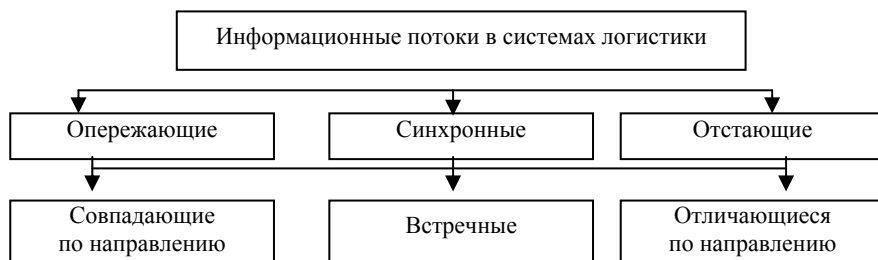 Информационные потоки в системах логистики
Опережающие
Синхронные
Отстающие
Совпадающие
по направлению
Встречные
Отличающиеся
по направлению